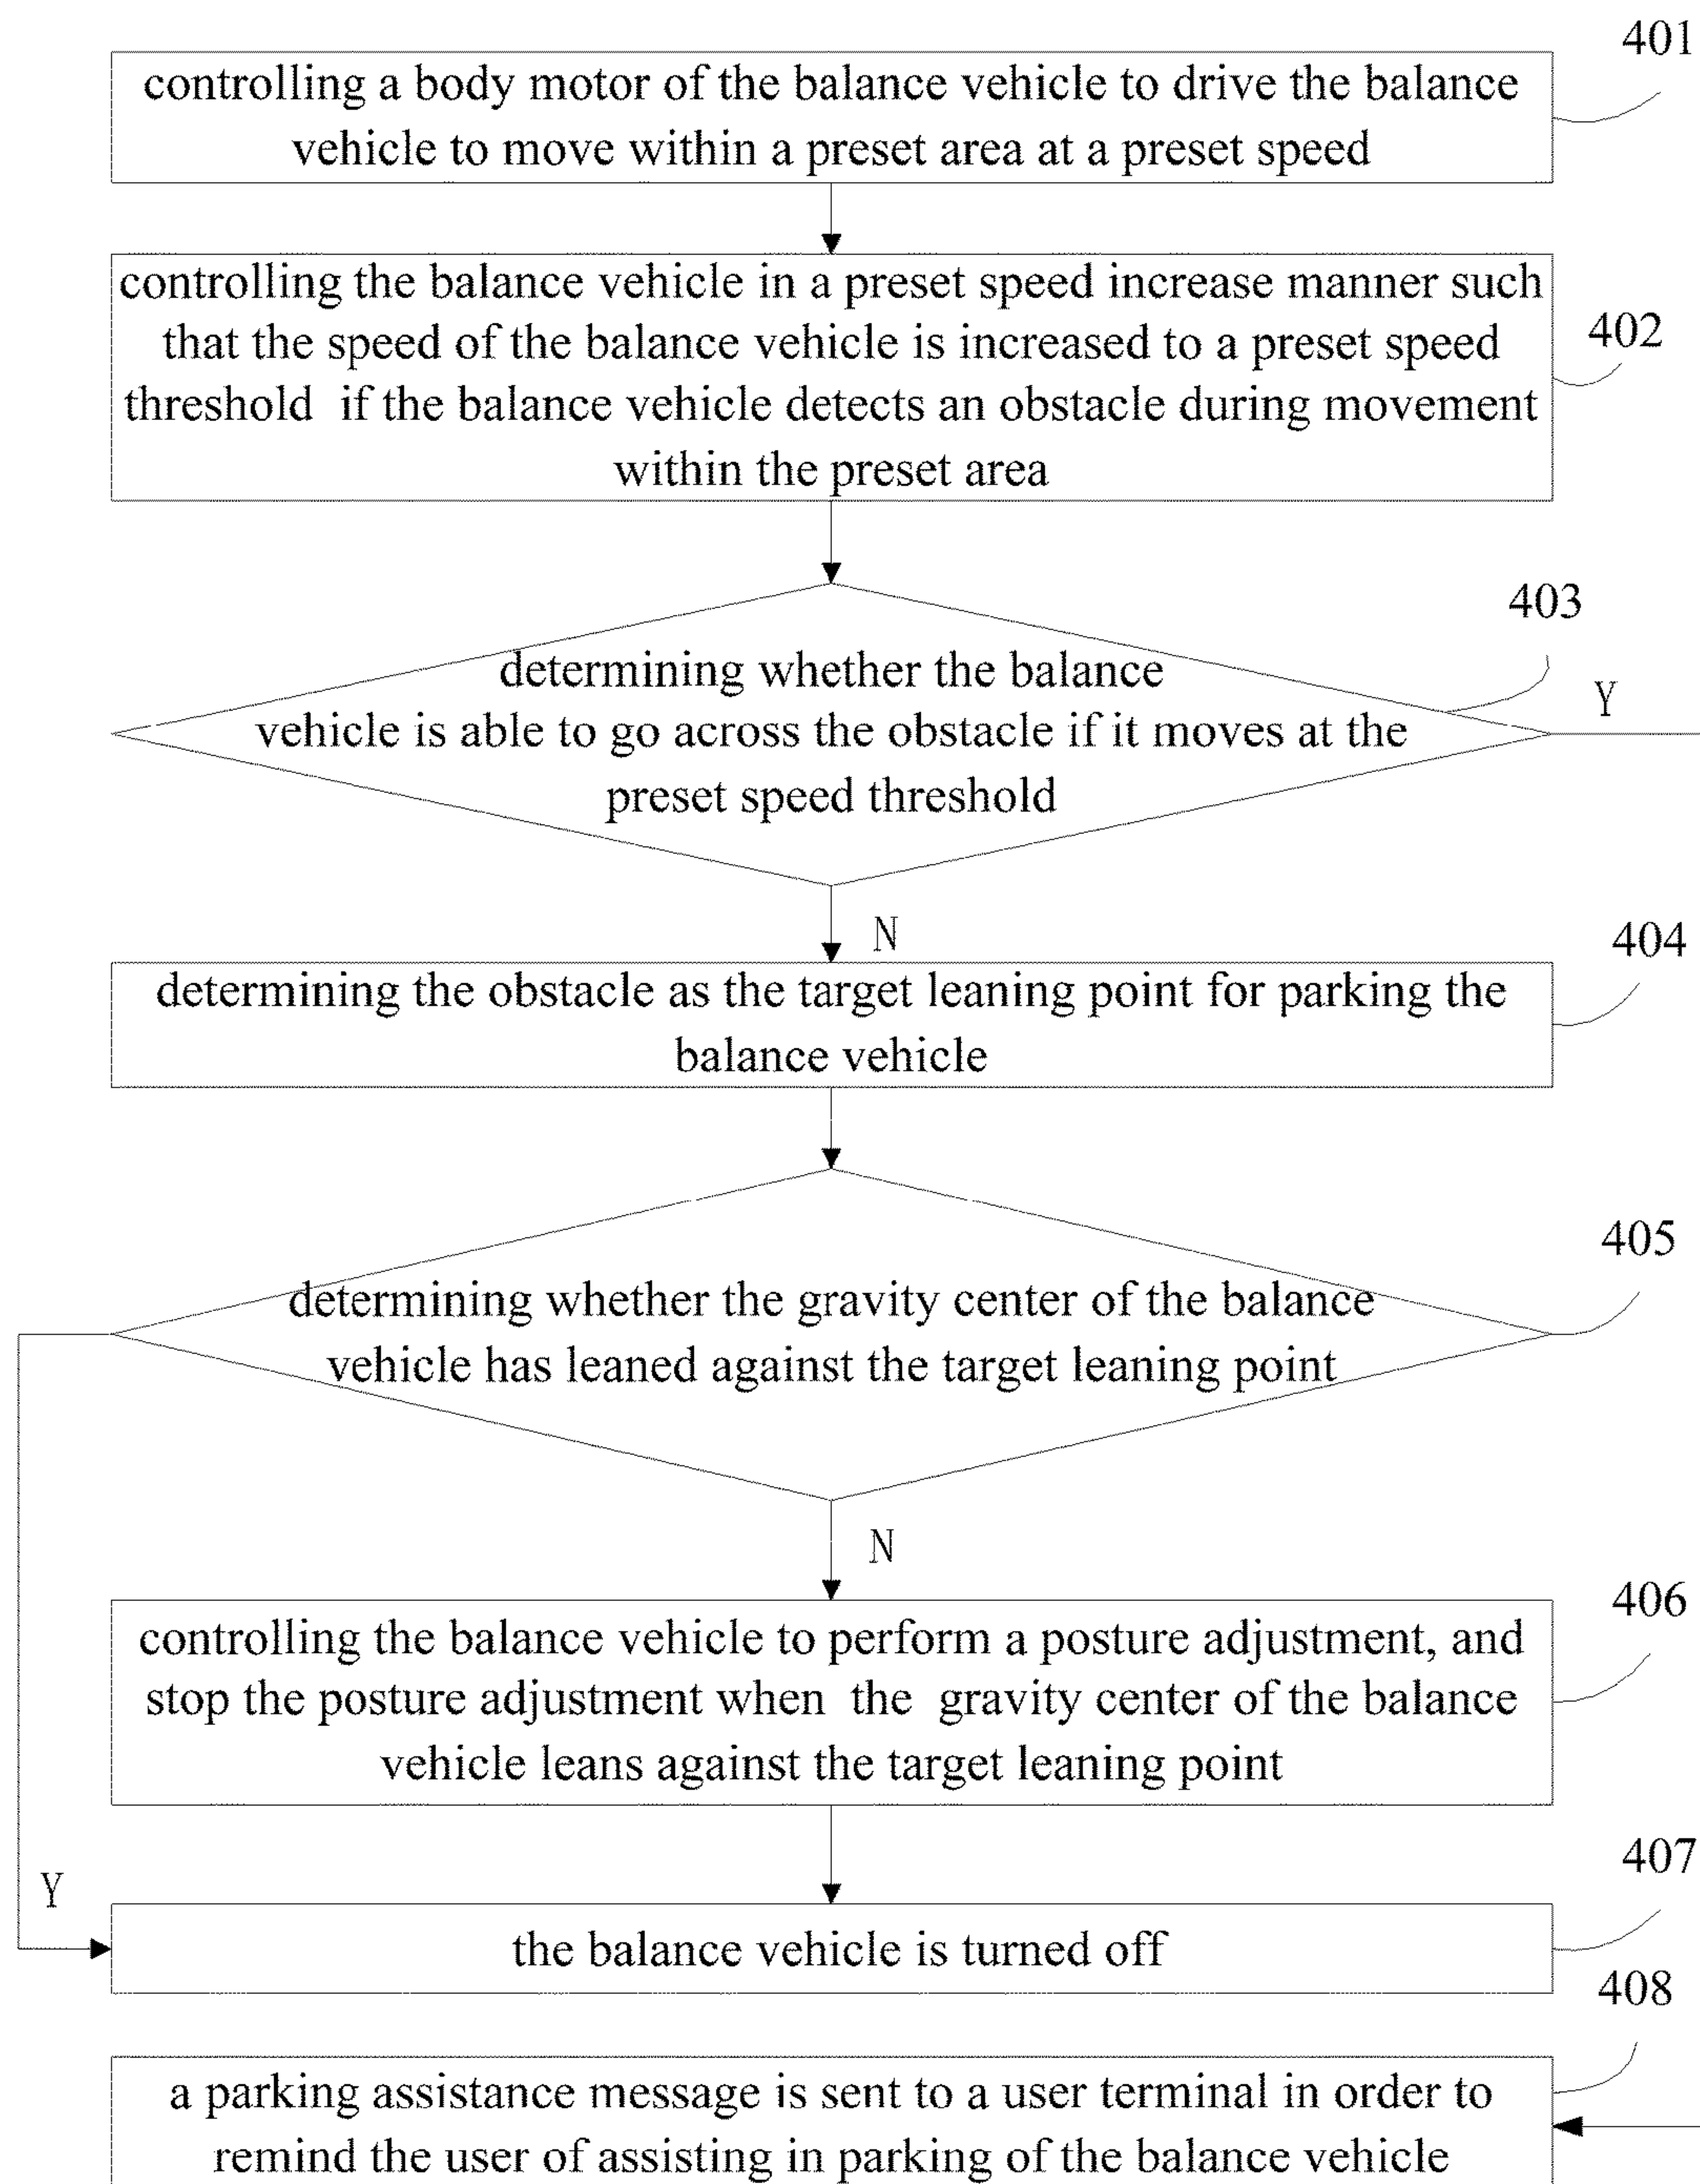 401
controlling a body motor of the balance vehicle to drive the balance
vehicle to move within a preset area at a preset speed
controlling the balance vehicle in a preset speed increase manner such
that the speed of the balance vehicle is increased to a preset speed
threshold if the balance vehicle detects an obstacle during movement
within the preset area
402
403
determining whether the balance
vehicle is able to go across the obstacle if it moves at the
preset speed threshold
Y
N
404
determining the obstacle as the target leaning point for parking the
balance vehicle
405
determining whether the gravity center of the balance
vehicle has leaned against the target leaning point
N
406
controlling the balance vehicle to perform a posture adjustment, and
stop the posture adjustment when the gravity center of the balance
vehicle leans against the target leaning point
407
Y
the balance vehicle is turned off
408
a parking assistance message is sent to a user terminal in order to
remind the user of assisting in parking of the balance vehicle